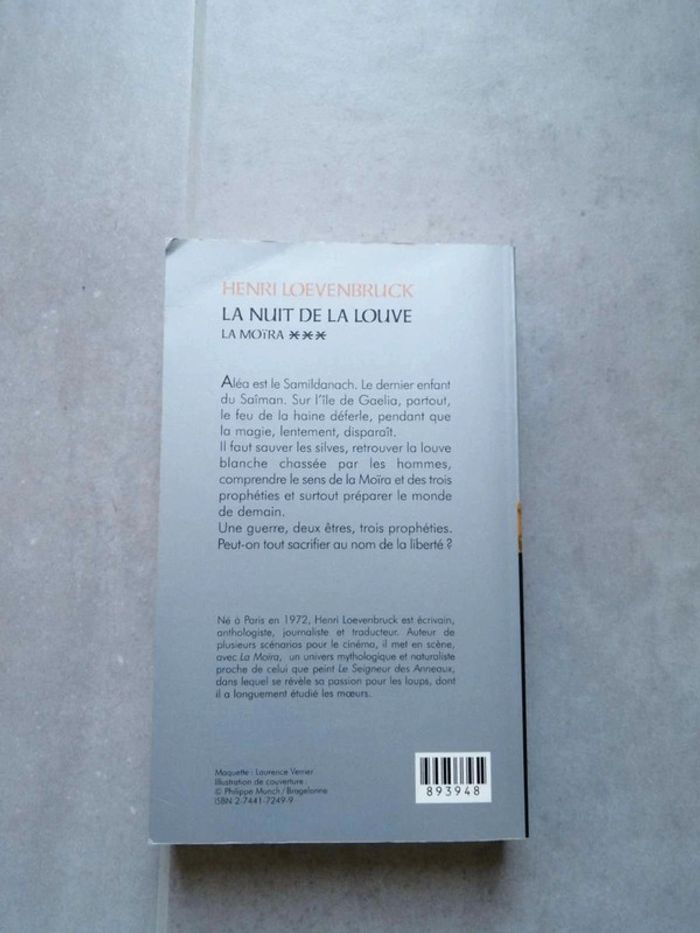 HENRI LOEVENBRUCK
LA NUIT DE LA LOUVE
LA MOÏRA ***
Aléa est le Samildanach. Le dernier enfant
du Saîman. Sur l'île de Gaelia, partout,
le feu de la haine déferle, pendant que
la magie, lentement, disparaît.
Il faut sauver les silves, retrouver la louve
blanche chassée par les hommes,
comprendre le sens de la Moïra et des trois
prophéties et surtout préparer le monde
de demain.
Une guerre, deux êtres, trois prophéties.
Peut-on tout sacrifier au nom de la liberté ?
Né à Paris en 1972, Henri Loevenbruck est écrivain,
anthologiste, journaliste et traducteur. Auteur de
plusieurs scénarios pour le cinéma, il met en scène,
avec La Moïra, un univers mythologique et naturaliste
proche de celui que peint Le Seigneur des Anneaux,
dans lequel se révèle sa passion pour les loups, dont
il a longuement étudié les mœurs.
Maquette : Laurence Verrier
Illustration de couverture :
© Philippe Munch / Bragelonne
ISBN 2-7441-7249-9
893948